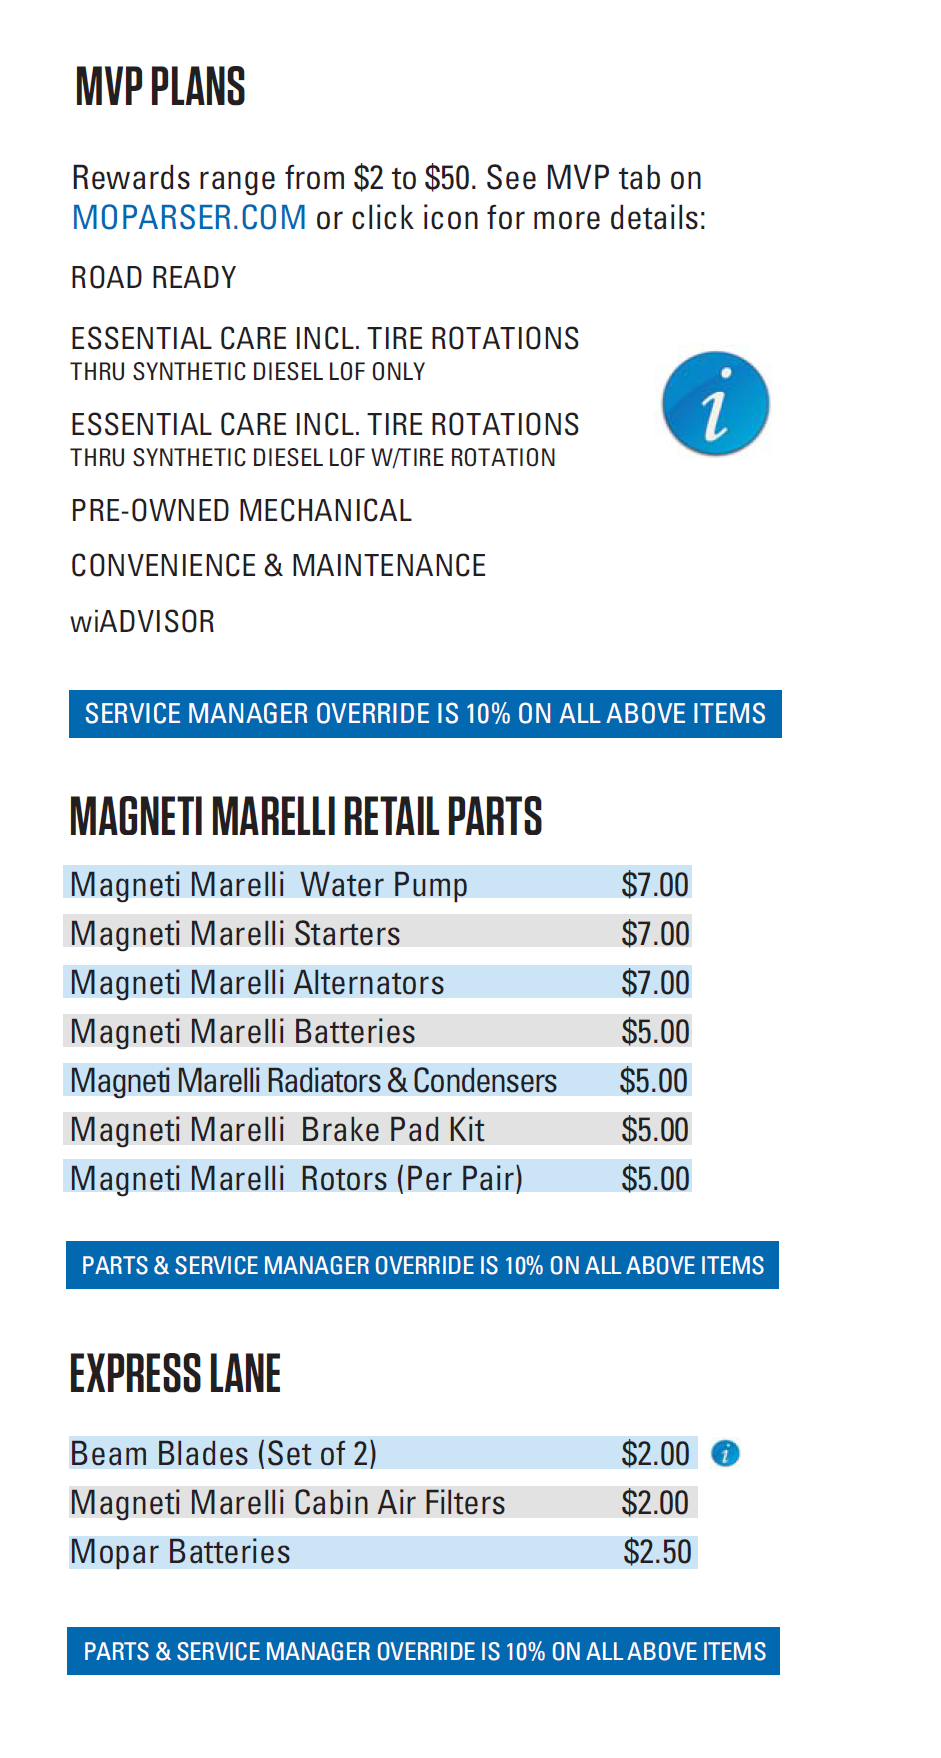 MVP PLANS
Rewards range from $2 to $50. See MVP tab on
MOPARSER.COM or click icon for more details:
ROAD READY
ESSENTIAL CARE INCL. TIRE ROTATIONS
THRU SYNTHETIC DIESEL LOF ONLY
ESSENTIAL CARE INCL. TIRE ROTATIONS
THRU SYNTHETIC DIESEL LOF W/TIRE ROTATION
i
PRE-OWNED MECHANICAL
CONVENIENCE & MAINTENANCE
wiADVISOR
SERVICE MANAGER OVERRIDE IS 10% ON ALL ABOVE ITEMS
MAGNETI MARELLI RETAIL PARTS
Magneti Marelli Water Pump $7.00
Magneti Marelli Starters $7.00
Magneti Marelli Alternators $7.00
Magneti Marelli Batteries $5.00
Magneti Marelli Radiators & Condensers $5.00
Magneti Marelli Brake Pad Kit $5.00
Magneti Marelli Rotors (Per Pair) $5.00
PARTS & SERVICE MANAGER OVERRIDE IS 10% ON ALL ABOVE ITEMS
EXPRESS LANE
Beam Blades (Set of 2) $2.00 i
Magneti Marelli Cabin Air Filters $2.00
Mopar Batteries $2.50
PARTS & SERVICE MANAGER OVERRIDE IS 10% ON ALL ABOVE ITEMS